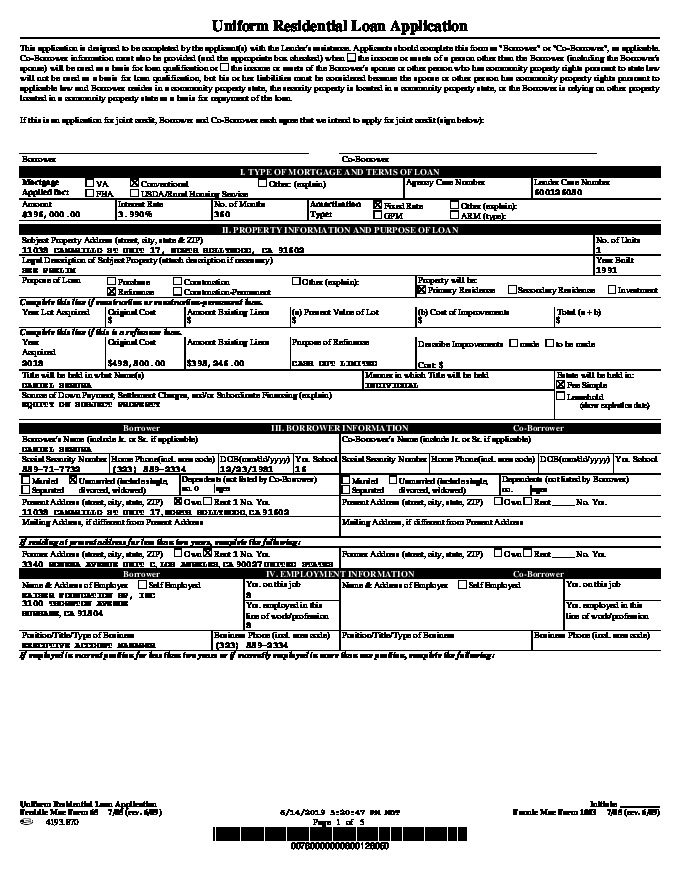 Uniform Residential Loan Application
This application is designed to be completed by the applicant(s) with the Lender's assistance. Applicants should complete this form as "Borrower" or "Co-Borrower", as applicable.
Co-Borrower information must also be provided (and the appropriate box checked) when the income or assets of a person other than the Borrower (including the Borrower's
spouse) will be used as a basis for loan qualification or the income or assets of the Borrower's spouse or other person who has community property rights pursuant to state law
will not be used as a basis for loan qualification, but his or her liabilities must be considered because the spouse or other person has community property rights pursuant to
applicable law and Borrower resides in a community property state, the security property is located in a community property state, or the Borrower is relying on other property
located in a community property state as a basis for repayment of the loan.
If this is an application for joint credit, Borrower and Co-Borrower each agree that we intend to apply for joint credit (sign below):
Borrower Co-Borrower
I. TYPE OF MORTGAGE AND TERMS OF LOAN
Mortgage VA Conventional Other: (explain) Agency Case Number Lender Case Number
Applied for: FHA USDA/Rural Housing Service
Amount Interest Rate No. of Months Amortization Fixed Rate Other (explain):
$396,000.00 3.990% 360 Type: GPM ARM (type):
II. PROPERTY INFORMATION AND PURPOSE OF LOAN
Subject Property Address (street, city, state & ZIP) No. of Units
UNIT 17, NORTH HOLLYWOOD, CA 91602 1
Legal Description of Subject Property (attach description if necessary) Year Built
SEE PRELIM 1991
Purpose of Loan Purchase Construction Other (explain): Property will be:
Refinance Construction-Permanent Primary Residence Secondary Residence Investment
Complete this line if construction or construction-permanent loan.
Year Lot Acquired Original Cost Amount Existing Liens (a) Present Value of Lot (b) Cost of Improvements Total (a + b)
$ $ $ $ $
Complete this line if this is a refinance loan.
Year Original Cost Amount Existing Liens Purpose of Refinance Describe Improvements made to be made
Acquired
2018 $498,800.00 $395,246.00 CASH OUT LIMITED Cost: $
Title will be held in what Name(s) Manner in which Title will be held Estate will be held in:
DANIEL INDIVIDUAL Fee Simple
Source of Down Payment, Settlement Charges, and/or Subordinate Financing (explain) Leasehold
EQUITY ON SUBJECT PROPERTY (show expiration date)
Borrower III. BORROWER INFORMATION Co-Borrower
Borrower's Name (include Jr. or Sr. if applicable) Co-Borrower's Name (include Jr. or Sr. if applicable)
DANIEL
Social Security Number Home Phone(incl. area code) DOB(mm/dd/yyyy) Yrs. School Social Security Number Home Phone(incl. area code) DOB(mm/dd/yyyy) Yrs. School
889-71-7732 (323) 889-2334 12/23/1981 16
Married Unmarried (include single, Dependents (not listed by Co-Borrower) Married Unmarried (include single, Dependents (not listed by Borrower)
Separated divorced, widowed) no. 0 ages Separated divorced, widowed) no. ages
Present Address (street, city, state, ZIP) Own Rent 1 No. Yrs. Present Address (street, city, state, ZIP) Own Rent No. Yrs.
UNIT 17, NORTH HOLLYWOOD, CA 91602
Mailing Address, if different from Present Address Mailing Address, if different from Present Address
If residing at present address for less than two years, complete the following:
Former Address (street, city, state, ZIP) Own Rent 1 No. Yrs. Former Address (street, city, state, ZIP) Own Rent No. Yrs.
3340 AVENUE UNIT C, LOS ANGELES, CA 90027 UNITED STATES
Borrower IV. EMPLOYMENT INFORMATION Co-Borrower
Name & Address of Employer Self Employed Yrs. on this job Name & Address of Employer Self Employed Yrs. on this job
KAISER FOUNDATION HP, INC 8
3100 THORNTON AVENUE Yrs. employed in this Yrs. employed in this
BURBANK, CA 91504 line of work/profession line of work/profession
8
Position/Title/Type of Business Business Phone (incl. area code) Position/Title/Type of Business Business Phone (incl. area code)
EXECUTIVE ACCOUNT MANAGER (323) 889-2334
If employed in current position for less than two years or if currently employed in more than one position, complete the following:
Uniform Residential Loan Application Initials:
Freddie Mac Form 65 7/05 (rev. 6/09) 6/14/2019 5:20:47 PM MDT Fannie Mae Form 1003 7/05 (rev. 6/09)
4193.870 Page 1 of 5